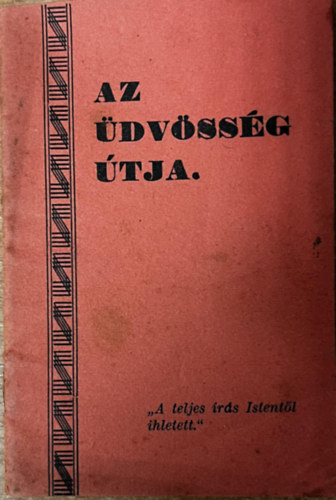 AZ
ÜDVÖSSÉG
ÚTJA.
„A teljes írás Istentől
ihletett.“